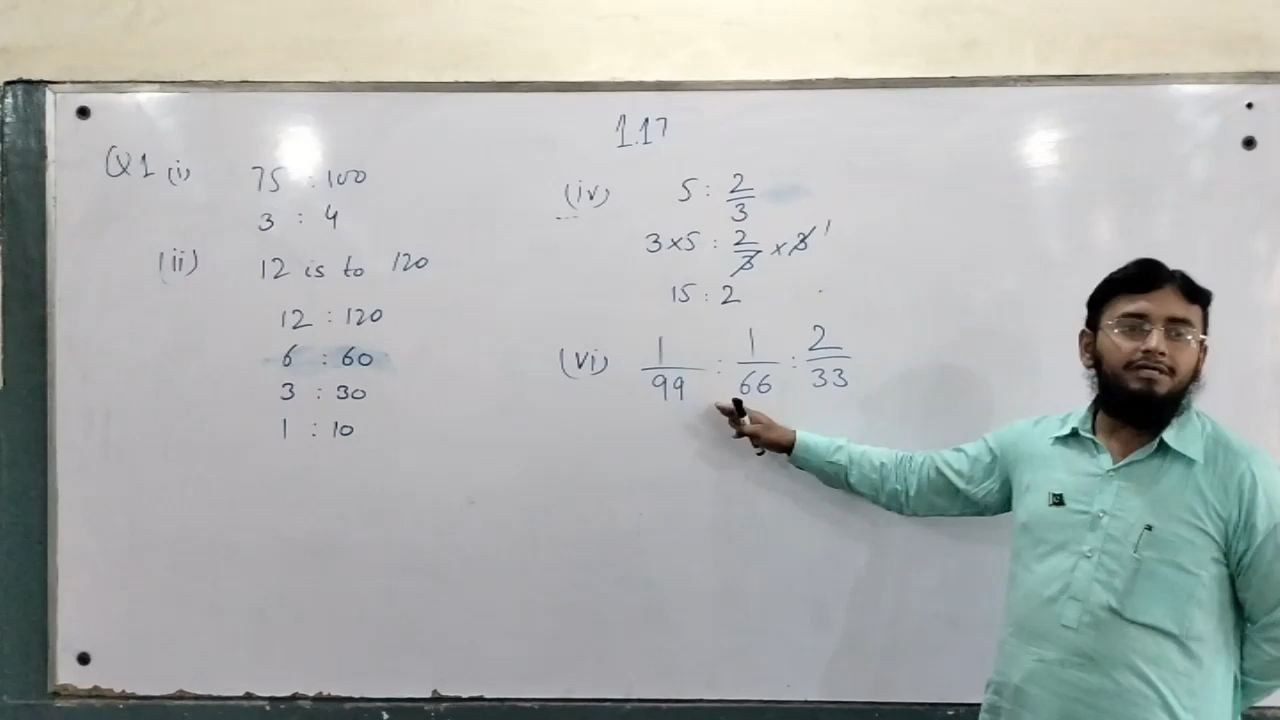 1.17
Q1 (i) 75 : 100
3 : 4
(ii) 12 is to 120
12 : 120
6 : 60
3 : 30
1 : 10
(iv) 5 : 2/3
3×5 : 2/3 × 3 1
15 : 2
(vi) 1/99 : 1/66 : 2/33